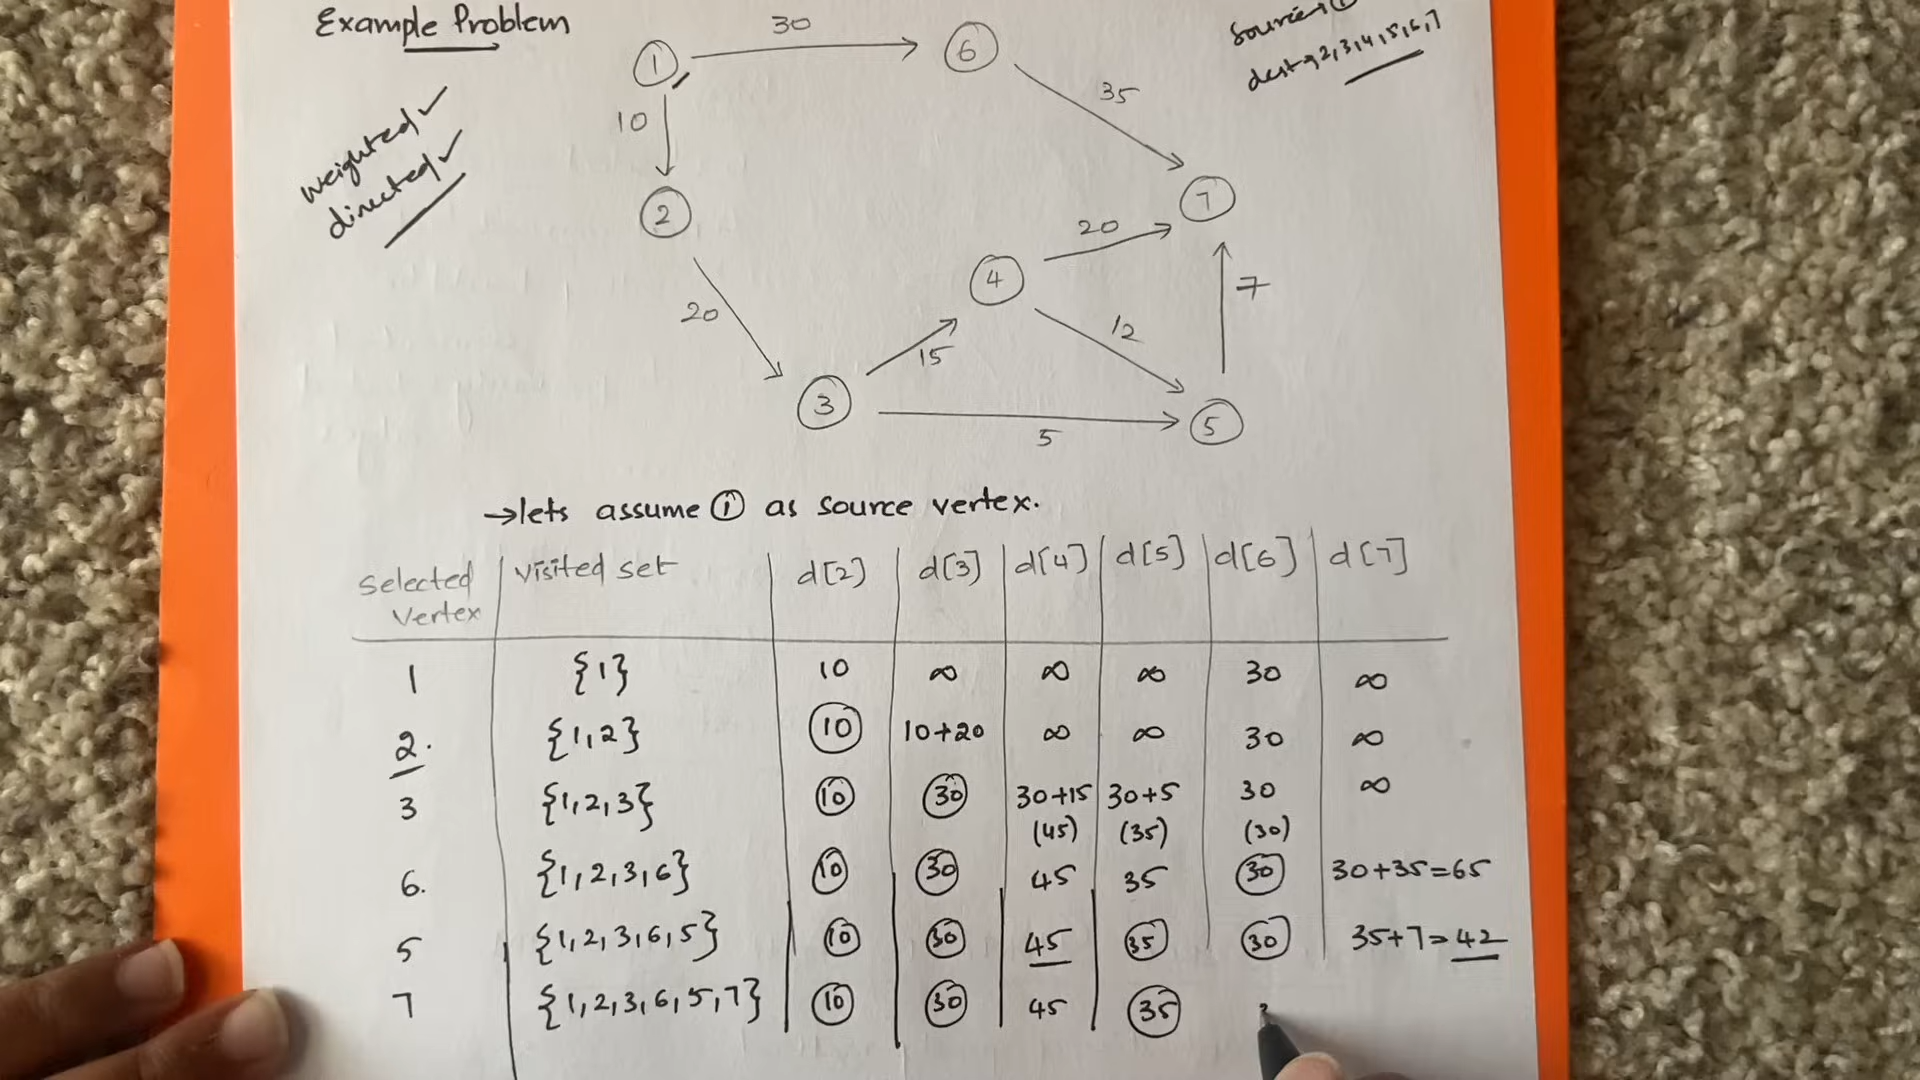 Example Problem
Source→①
dest→2,3,4,5,6,7
weighted✓
directed✓
1
30
6
10
35
2
7
20
4
7
20
12
15
3
5
5
→lets assume ① as source vertex.
Selected Vertex | visited set | d[2] | d[3] | d[4] | d[5] | d[6] | d[7]
1 {1} 10 ∞ ∞ ∞ 30 ∞
2. {1,2} 10 10+20 ∞ ∞ 30 ∞
3 {1,2,3} 10 30 30+15 30+5 30 ∞
(45) (35) (30)
6. {1,2,3,6} 10 30 45 35 30 30+35=65
5 {1,2,3,6,5} 10 30 45 35 30 35+7=42
7 {1,2,3,6,5,7} 10 30 45 35